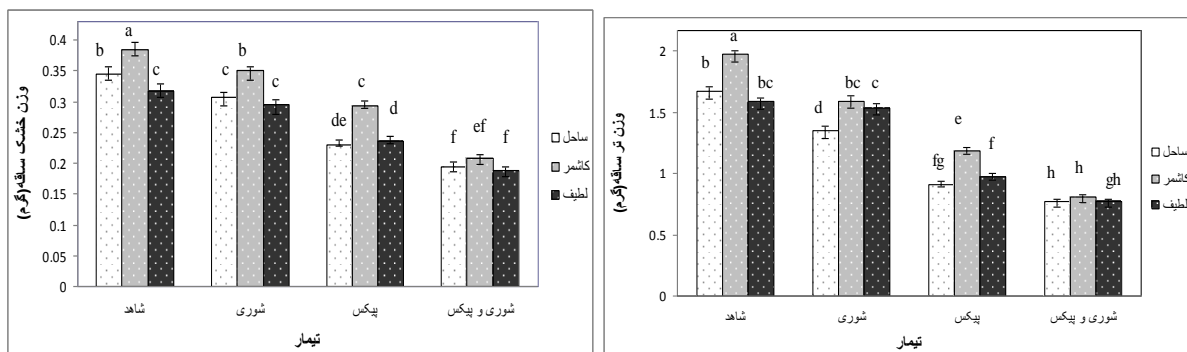 وزن خشک ساقه(گرم)
0.4
0.35
0.3
0.25
0.2
0.15
0.1
0.05
0
b a c
c b c
de c d
f ef f
شاهد
شوری
پیکس
شوری و پیکس
تیمار
ساحل
کاشمر
لطیف
وزن تر ساقه(گرم)
2
1.5
1
0.5
0
b a bc
d bc c
fg e f
h h gh
شاهد
شوری
پیکس
شوری و پیکس
تیمار
ساحل
کاشمر
لطیف